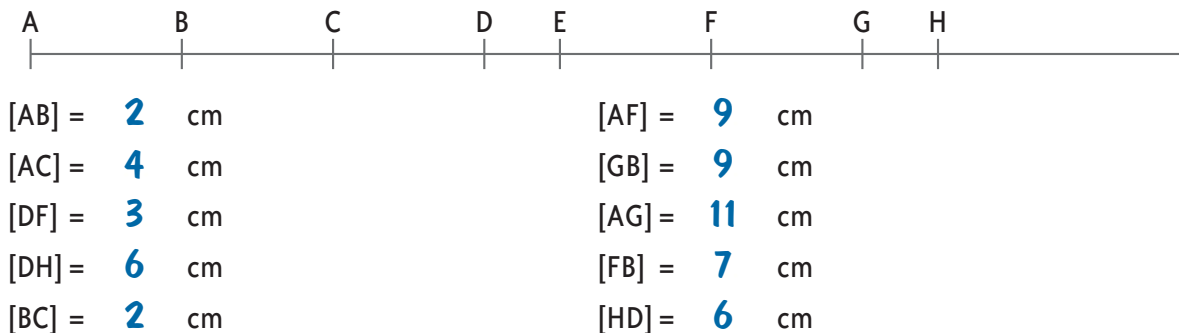 A B C D E F G H
[AB] = 2 cm
[AC] = 4 cm
[DF] = 3 cm
[DH] = 6 cm
[BC] = 2 cm
[AF] = 9 cm
[GB] = 9 cm
[AG] = 11 cm
[FB] = 7 cm
[HD] = 6 cm